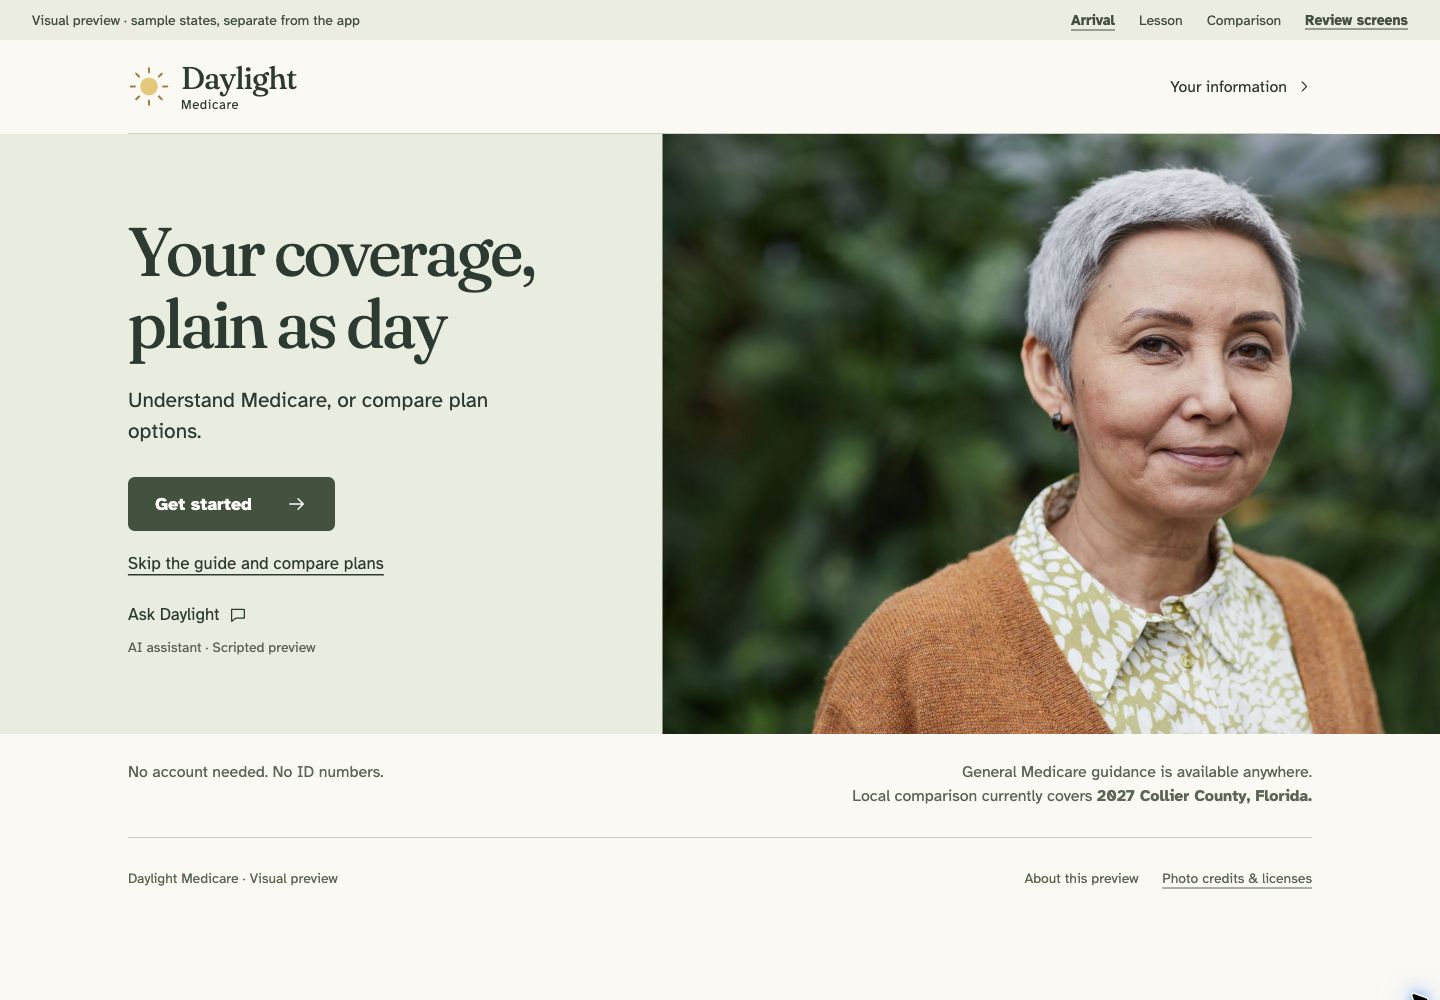 Visual preview · sample states, separate from the app
Arrival Lesson Comparison Review screens
Daylight
Medicare
Your information
Your coverage,
plain as day
Understand Medicare, or compare plan
options.
Get started
Skip the guide and compare plans
Ask Daylight
AI assistant · Scripted preview
No account needed. No ID numbers.
General Medicare guidance is available anywhere.
Local comparison currently covers 2027 Collier County, Florida.
Daylight Medicare · Visual preview
About this preview Photo credits & licenses